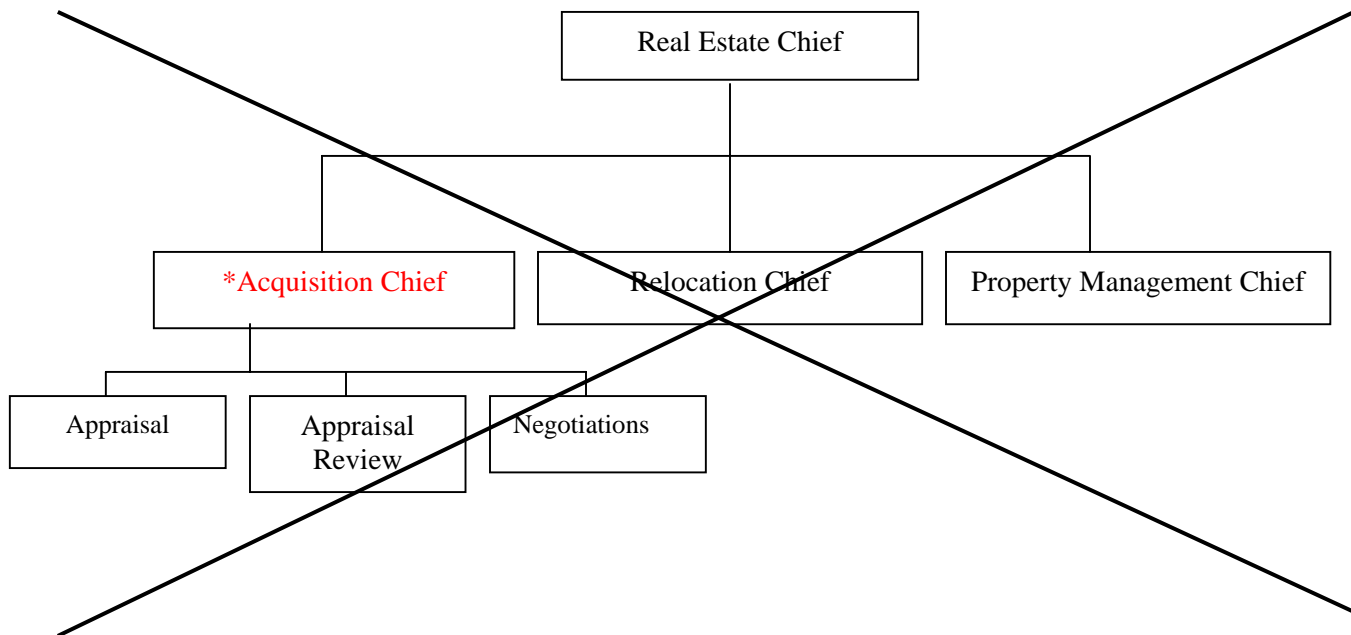 Real Estate Chief
*Acquisition Chief
Relocation Chief
Property Management Chief
Appraisal
Appraisal
Review
Negotiations